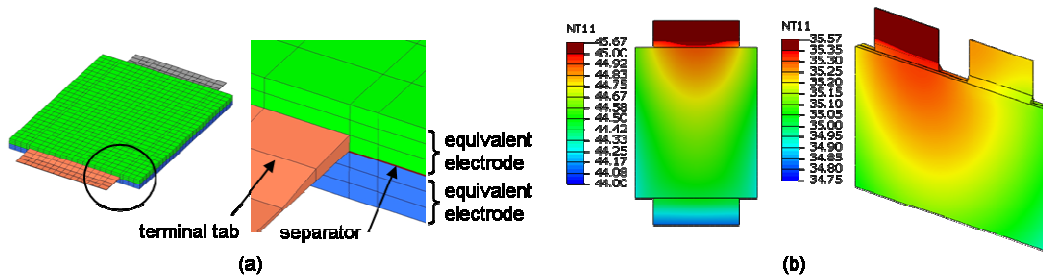 (a)
equivalent
electrode
equivalent
electrode
terminal tab
separator
NT11
45.67
45.00
44.92
44.83
44.75
44.67
44.58
44.50
44.42
44.33
44.25
44.17
44.08
44.00
NT11
35.57
35.35
35.30
35.25
35.20
35.15
35.10
35.05
35.00
34.95
34.90
34.85
34.80
34.75
(b)
(a)
(b)